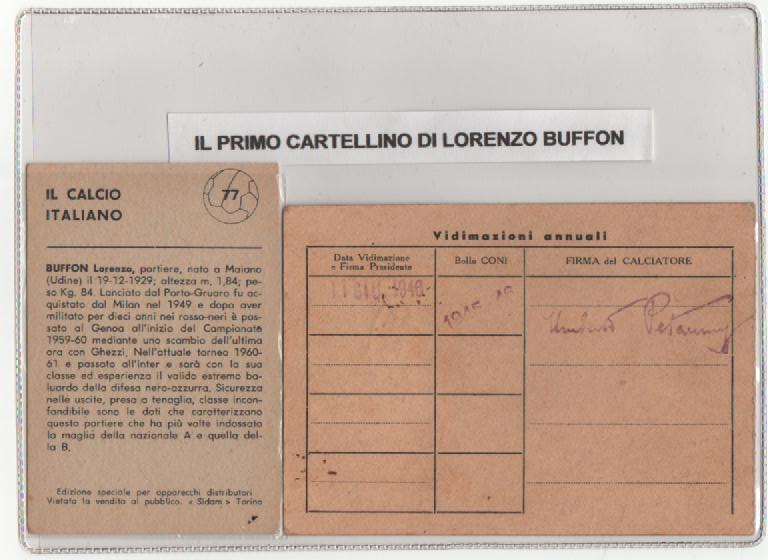 IL PRIMO CARTELLINO DI LORENZO BUFFON
IL CALCIO
ITALIANO
77
BUFFON Lorenzo, portiere, nato a Maiano
(Udine) il 19-12-1929; altezza m. 1,84; pe-
so Kg. 84. Lanciato dal Porto-Gruaro fu ac-
quistato dal Milan nel 1949 e dopo aver
militato per dieci anni nei rosso-neri è pas-
sato al Genoa all'inizio del Campionato
1959-60 mediante uno scambio dell'ultima
ora con Ghezzi. Nell'attuale torneo 1960-
61 è passato all'Inter e sarà con la sua
classe ed esperienza il valido estremo ba-
luardo della difesa nero-azzurra. Sicurezza
nelle uscite, presa a tenaglia, classe incon-
fondibile sono le doti che caratterizzano
questo portiere che ha più volte indossato
la maglia della nazionale A e quella del-
la B.
Edizione speciale per apparecchi distributori
Vietata la vendita al pubblico. « Sidam » Torino
Vidimazioni annuali
Data Vidimazione
e Firma Presidente
Bollo CONI
FIRMA del CALCIATORE
11 GIU. 1946
1945-46
Umberto